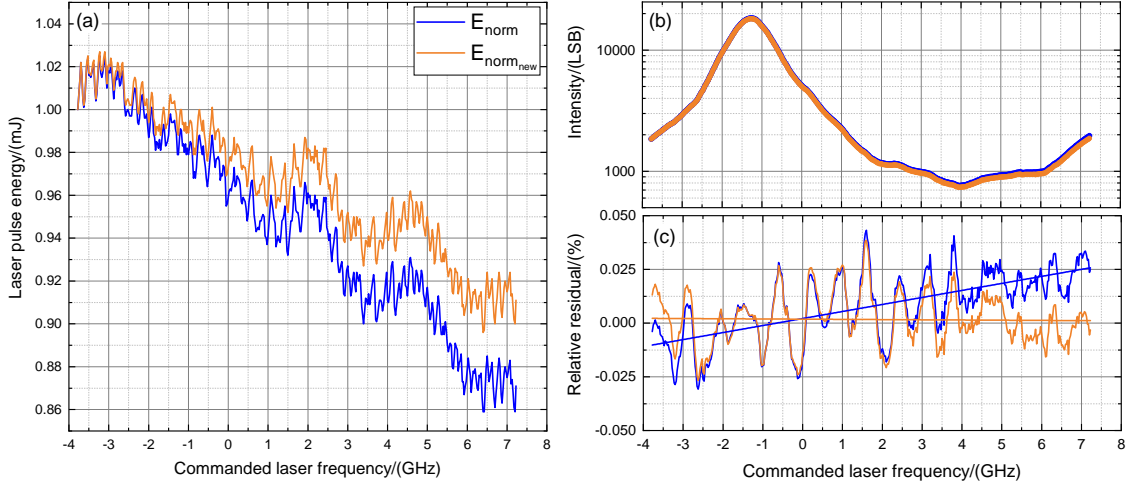 (a)
E_norm
E_norm_new
1.04
1.02
1.00
0.98
0.96
0.94
0.92
0.90
0.88
0.86
Laser pulse energy/(mJ)
-4 -3 -2 -1 0 1 2 3 4 5 6 7 8
Commanded laser frequency/(GHz)
(b)
10000
1000
Intensity/(LSB)
(c)
0.050
0.025
0.000
-0.025
-0.050
Relative residual/(%)
-4 -3 -2 -1 0 1 2 3 4 5 6 7 8
Commanded laser frequency/(GHz)